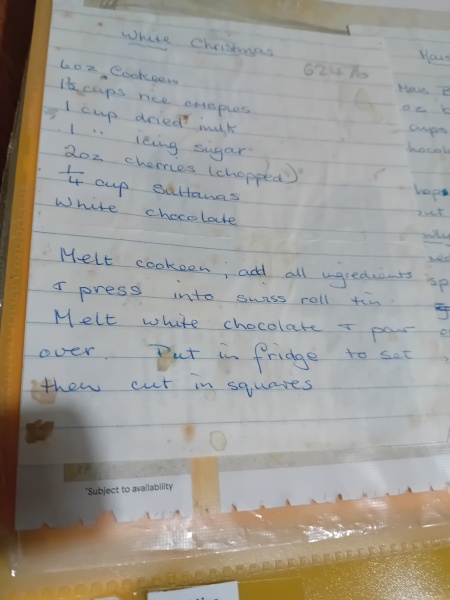 White Christmas
6oz Cookeen
1½ cups rice crispies
1 cup dried milk
1 " icing sugar
2oz cherries (chopped)
¼ cup sultanas
White chocolate
Melt cookeen, add all ingredients
& press into swiss roll tin.
Melt white chocolate & pour
over. Put in fridge to set
then cut in squares
*Subject to availability